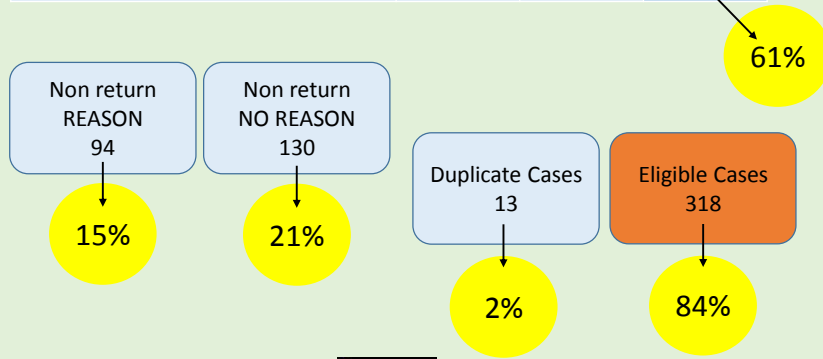 61%
Non return
REASON
94
Non return
NO REASON
130
15%
21%
Duplicate Cases
13
Eligible Cases
318
2%
84%